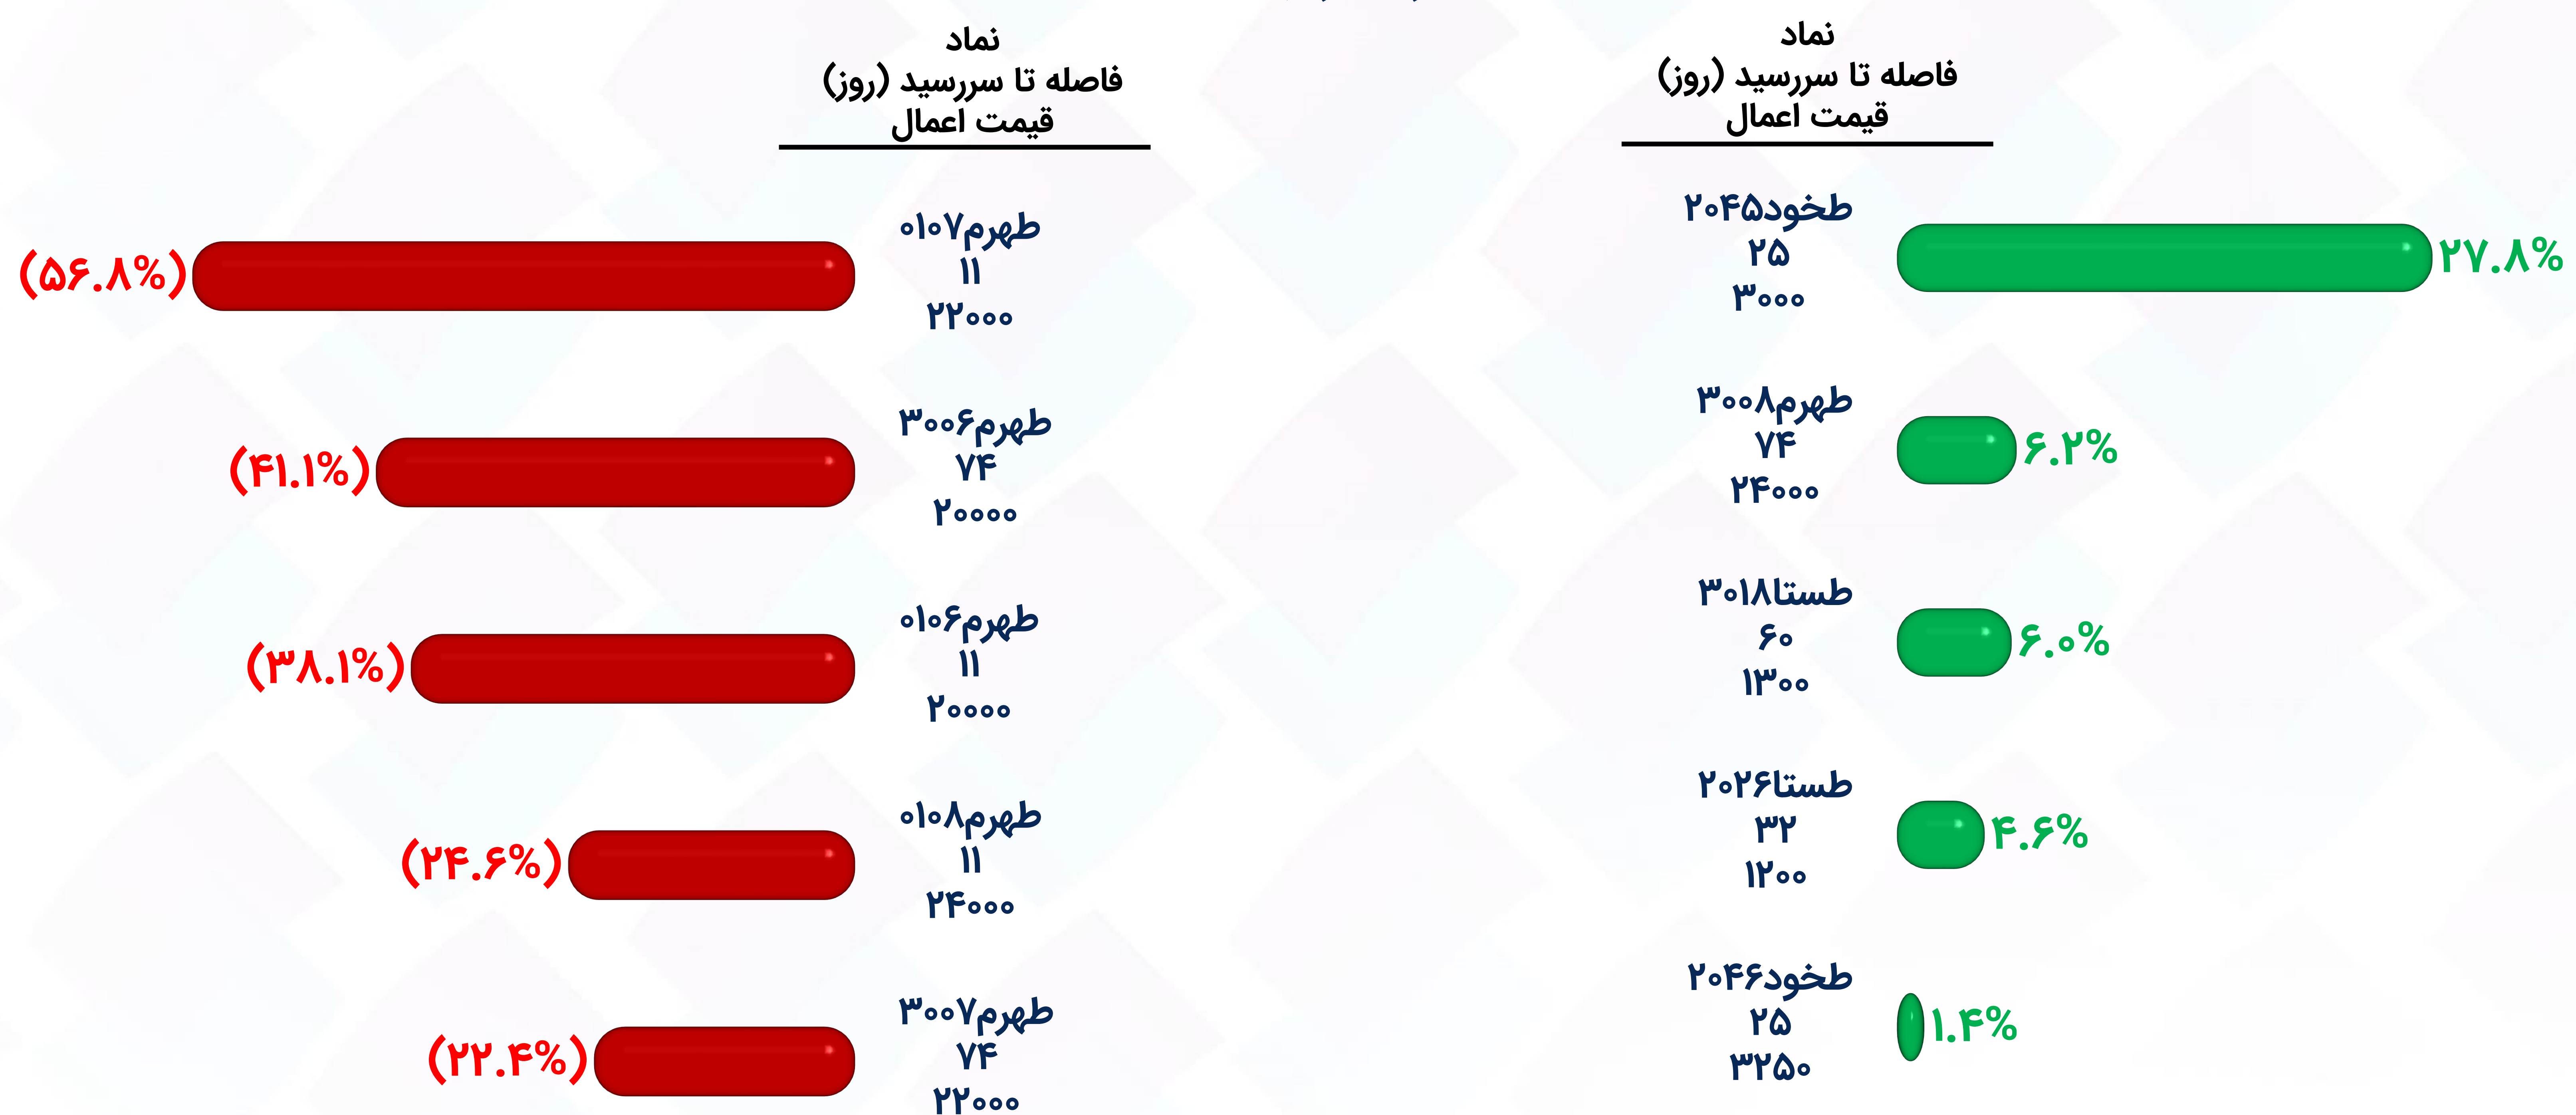 نماد
فاصله تا سررسید (روز)
قیمت اعمال
طخود۲۰۴۵
۲۵
۳۰۰۰
۲۷.۸%
طهرم۳۰۰۸
۷۴
۲۴۰۰۰
۶.۲%
طستا۳۰۱۸
۶۰
۱۳۰۰
۶.۰%
طستا۲۰۲۶
۳۲
۱۲۰۰
۴.۶%
طخود۲۰۴۶
۲۵
۳۲۵۰
۱.۴%
نماد
فاصله تا سررسید (روز)
قیمت اعمال
طهرم۰۱۰۷
۱۱
۲۲۰۰۰
(۵۶.۸%)
طهرم۳۰۰۶
۷۴
۲۰۰۰۰
(۴۱.۱%)
طهرم۰۱۰۶
۱۱
۲۰۰۰۰
(۳۸.۱%)
طهرم۰۱۰۸
۱۱
۲۴۰۰۰
(۲۴.۶%)
طهرم۳۰۰۷
۷۴
۲۲۰۰۰
(۲۲.۴%)